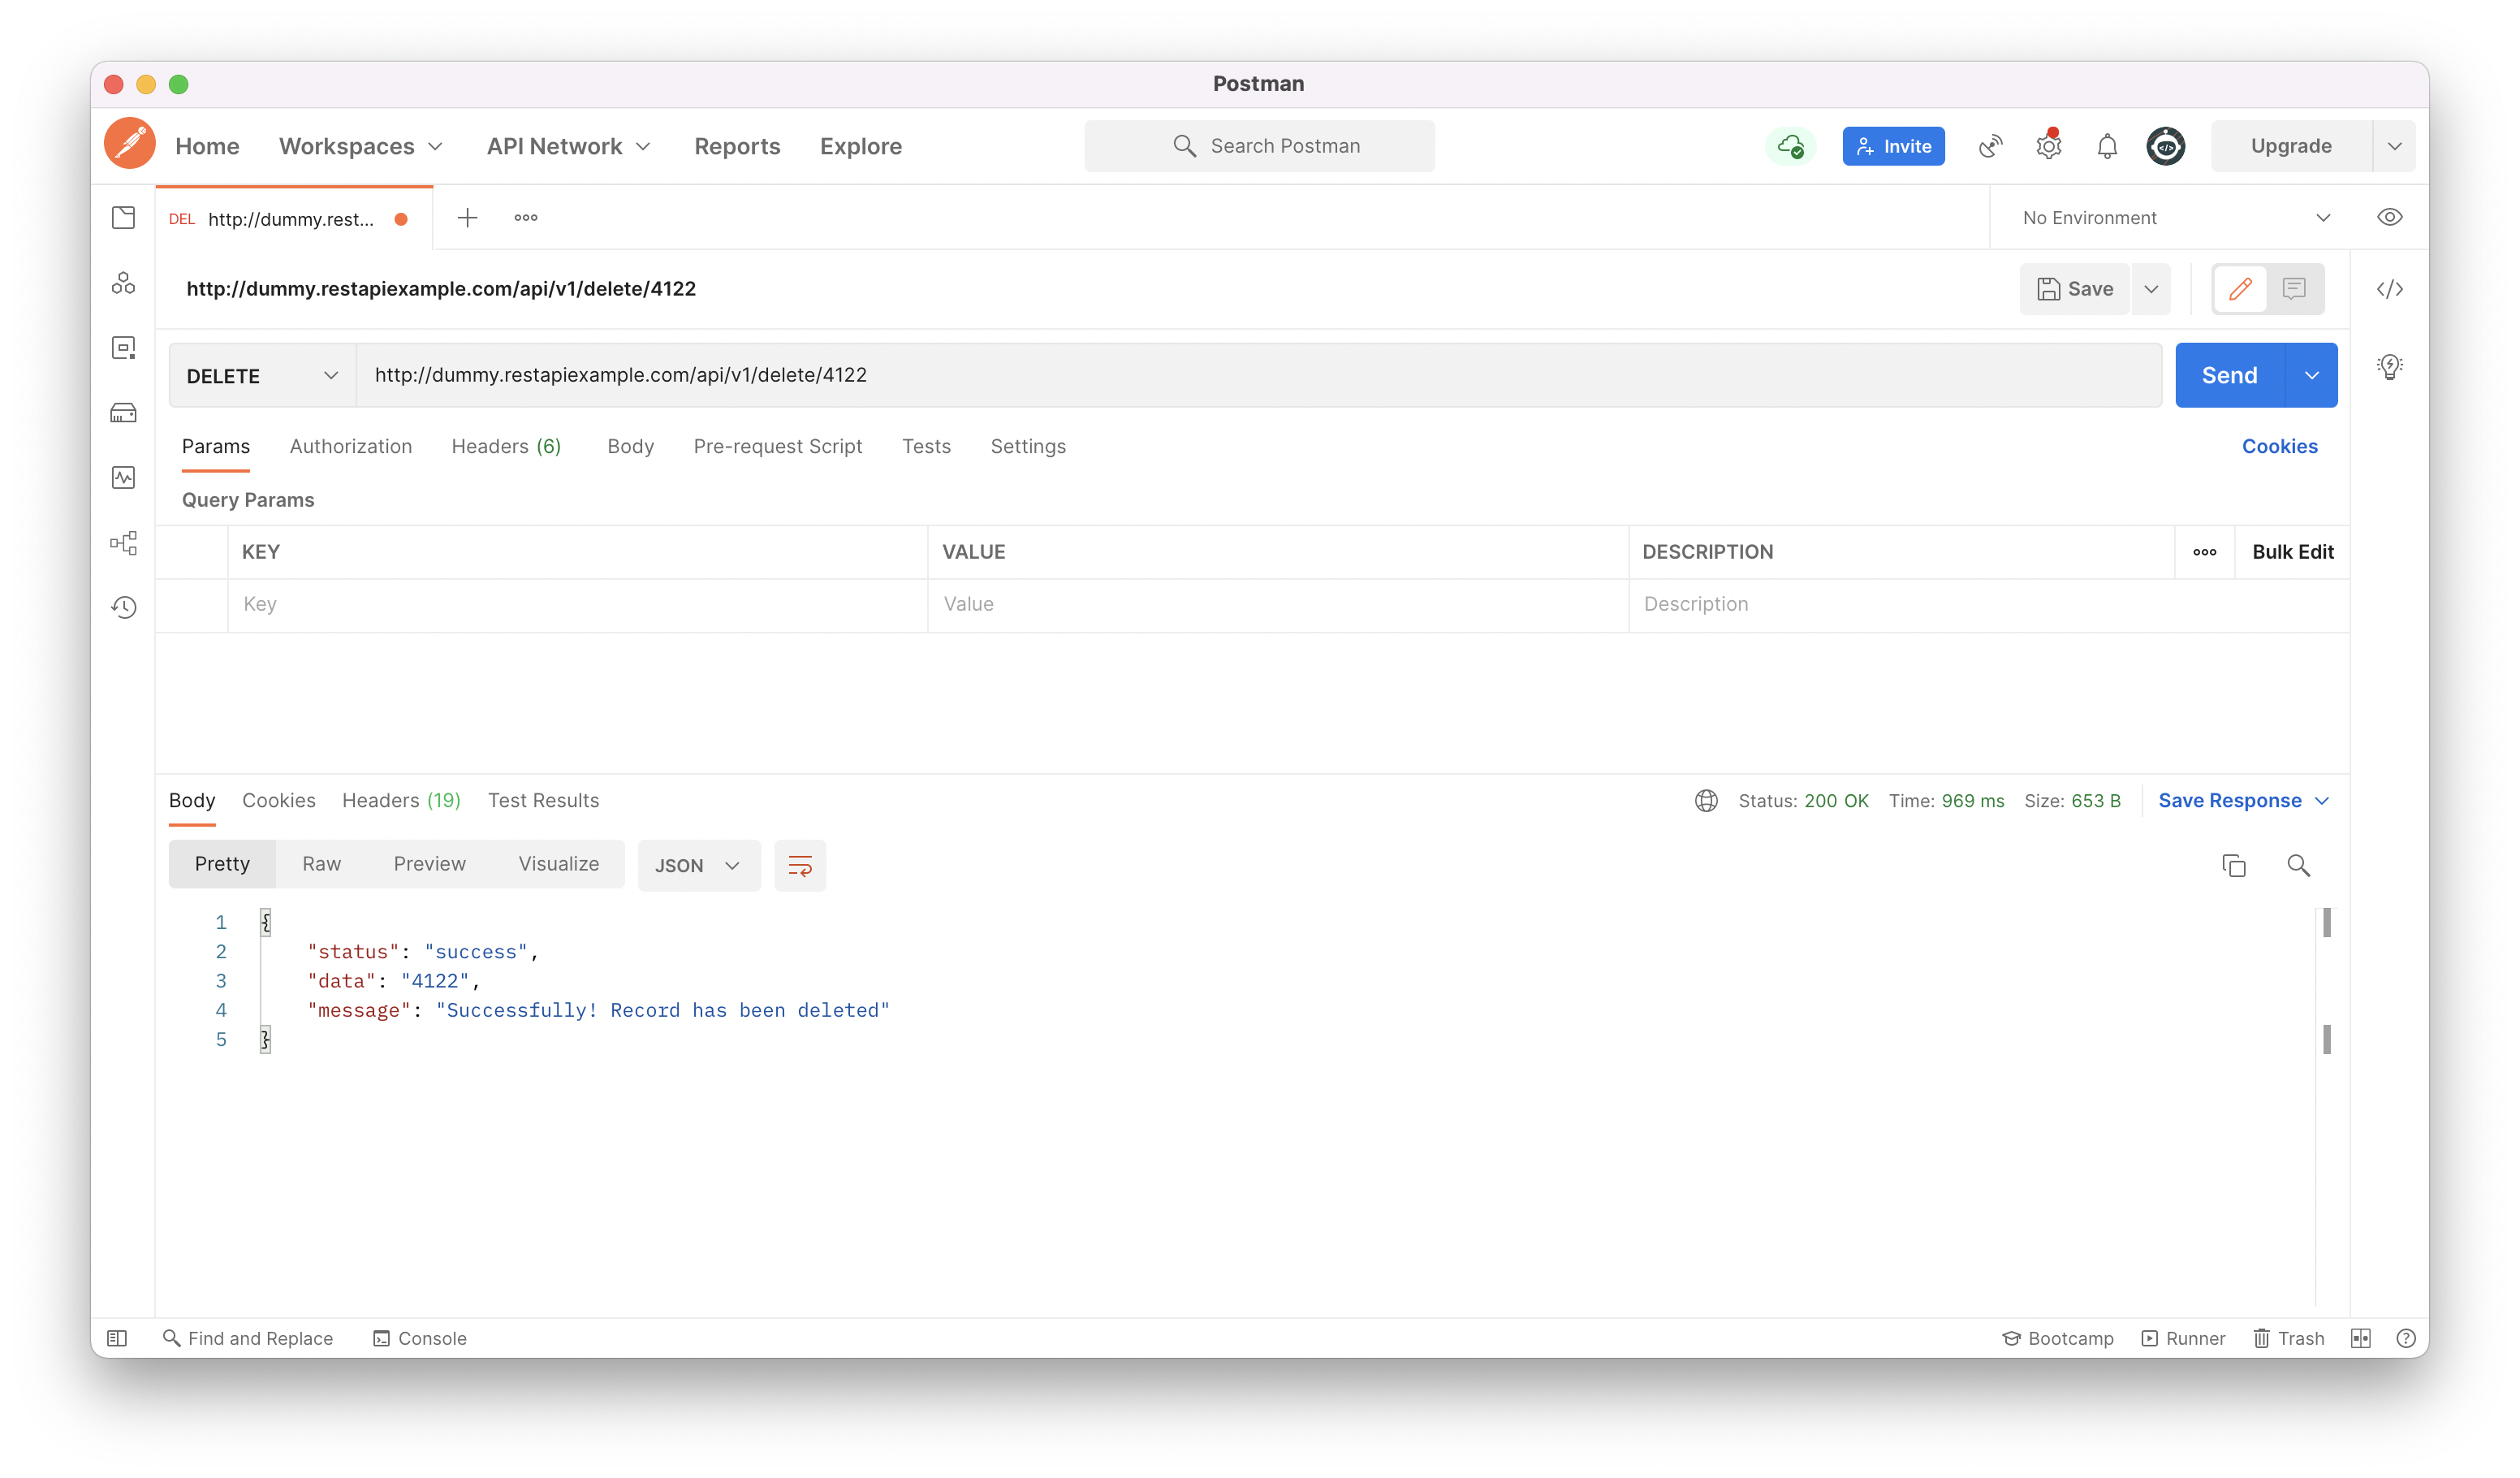 Postman
Home Workspaces API Network Reports Explore Search Postman Invite Upgrade
DEL http://dummy.rest... No Environment
http://dummy.restapiexample.com/api/v1/delete/4122 Save
DELETE http://dummy.restapiexample.com/api/v1/delete/4122 Send
Params Authorization Headers (6) Body Pre-request Script Tests Settings Cookies
Query Params
KEY VALUE DESCRIPTION Bulk Edit
Key Value Description
Body Cookies Headers (19) Test Results Status: 200 OK Time: 969 ms Size: 653 B Save Response
Pretty Raw Preview Visualize JSON
1 {
2 "status": "success",
3 "data": "4122",
4 "message": "Successfully! Record has been deleted"
5 }
Find and Replace Console Bootcamp Runner Trash